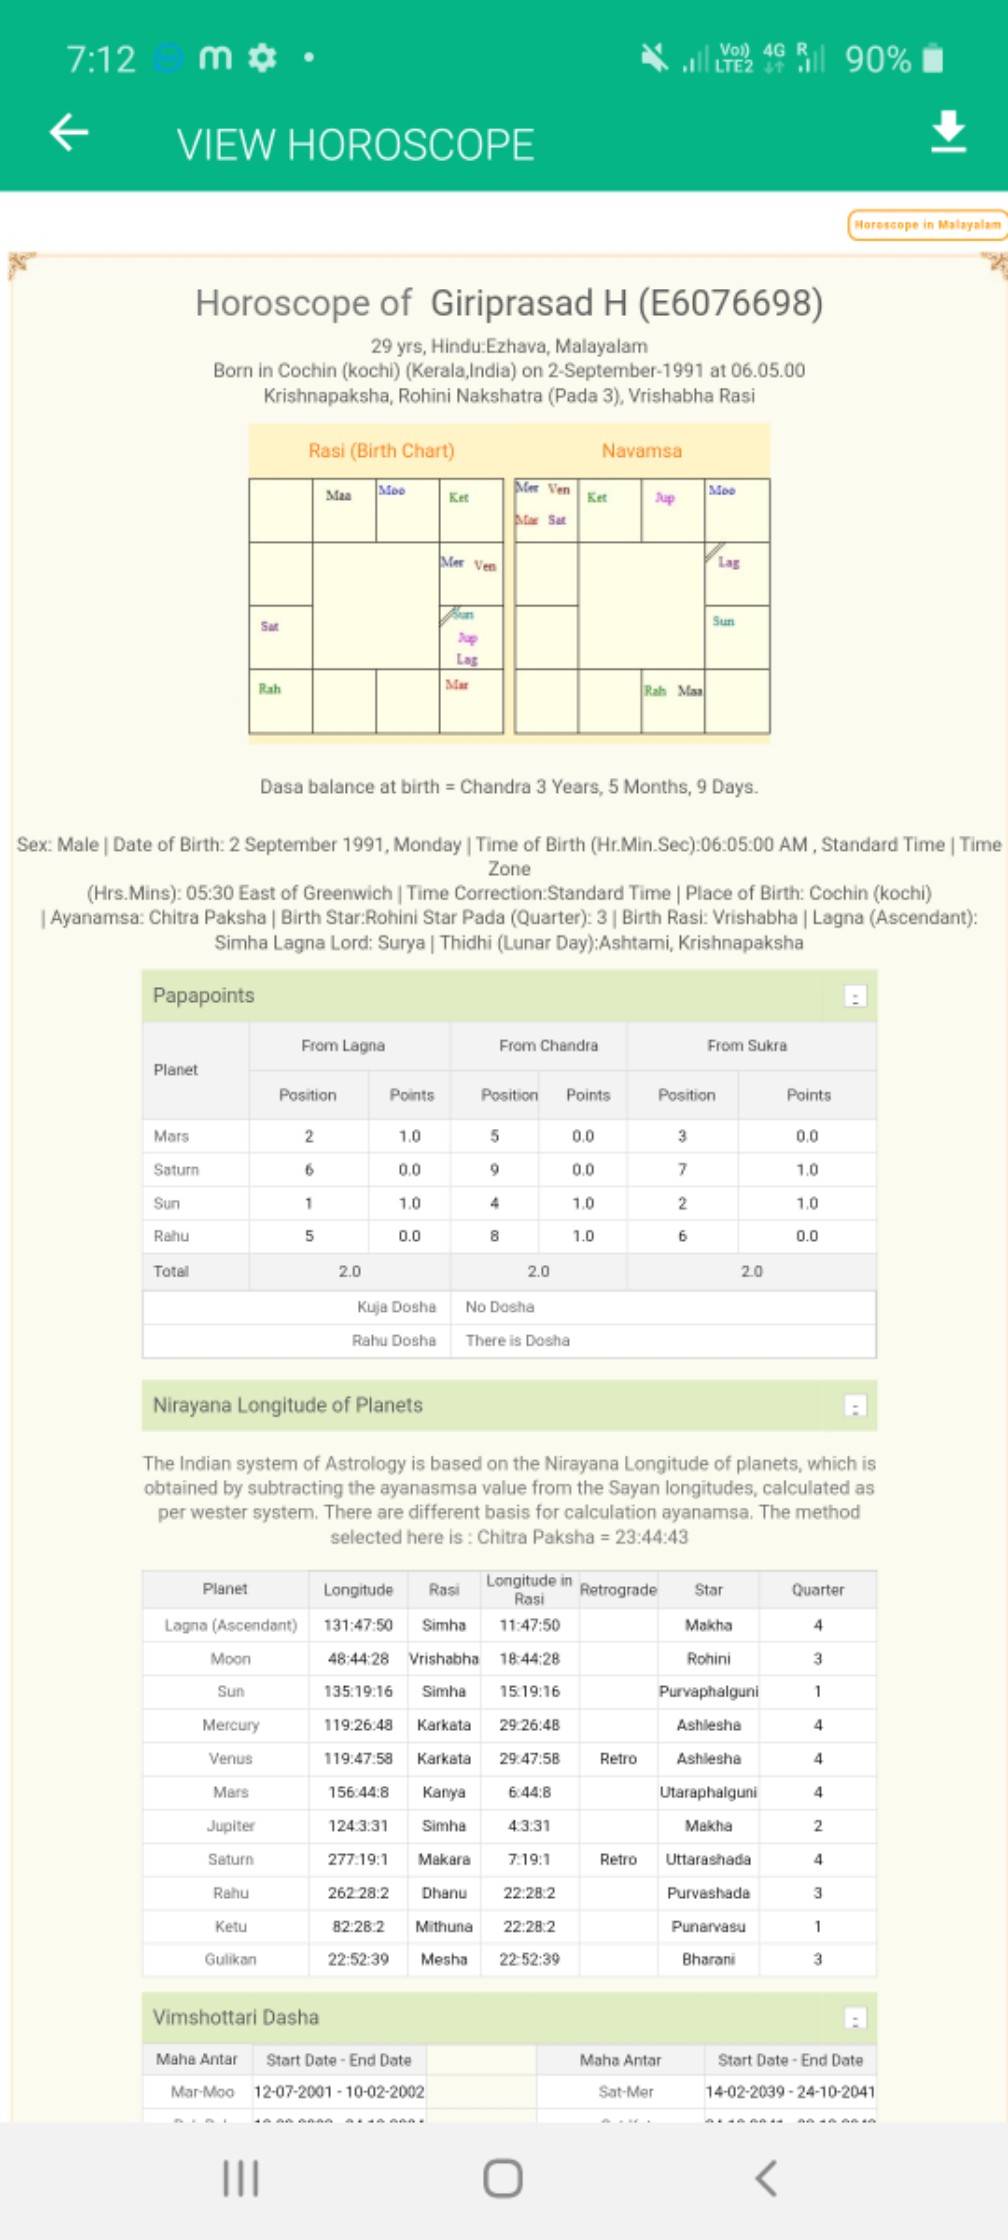 7:12 m Vo)) LTE2 4G R 90%
VIEW HOROSCOPE
Horoscope in Malayalam
Horoscope of Giriprasad H (E6076698)
29 yrs, Hindu:Ezhava, Malayalam
Born in Cochin (kochi) (Kerala,India) on 2-September-1991 at 06.05.00
Krishnapaksha, Rohini Nakshatra (Pada 3), Vrishabha Rasi
Rasi (Birth Chart) Navamsa
Maa Moo Ket Mer Ven Ket Jup Moo
Mar Sat
Mer Ven Lag
Sat Sun Sun
Jup
Lag
Rah Mar Rah Maa
Dasa balance at birth = Chandra 3 Years, 5 Months, 9 Days.
Sex: Male | Date of Birth: 2 September 1991, Monday | Time of Birth (Hr.Min.Sec):06:05:00 AM , Standard Time | Time
Zone
(Hrs.Mins): 05:30 East of Greenwich | Time Correction:Standard Time | Place of Birth: Cochin (kochi)
| Ayanamsa: Chitra Paksha | Birth Star:Rohini Star Pada (Quarter): 3 | Birth Rasi: Vrishabha | Lagna (Ascendant):
Simha Lagna Lord: Surya | Thidhi (Lunar Day):Ashtami, Krishnapaksha
Papapoints -
Planet From Lagna From Chandra From Sukra
Position Points Position Points Position Points
Mars 2 1.0 5 0.0 3 0.0
Saturn 6 0.0 9 0.0 7 1.0
Sun 1 1.0 4 1.0 2 1.0
Rahu 5 0.0 8 1.0 6 0.0
Total 2.0 2.0 2.0
Kuja Dosha No Dosha
Rahu Dosha There is Dosha
Nirayana Longitude of Planets -
The Indian system of Astrology is based on the Nirayana Longitude of planets, which is
obtained by subtracting the ayanasmsa value from the Sayan longitudes, calculated as
per wester system. There are different basis for calculation ayanamsa. The method
selected here is : Chitra Paksha = 23:44:43
Planet Longitude Rasi Longitude in Rasi Retrograde Star Quarter
Lagna (Ascendant) 131:47:50 Simha 11:47:50 Makha 4
Moon 48:44:28 Vrishabha 18:44:28 Rohini 3
Sun 135:19:16 Simha 15:19:16 Purvaphalguni 1
Mercury 119:26:48 Karkata 29:26:48 Ashlesha 4
Venus 119:47:58 Karkata 29:47:58 Retro Ashlesha 4
Mars 156:44:8 Kanya 6:44:8 Utaraphalguni 4
Jupiter 124:3:31 Simha 4:3:31 Makha 2
Saturn 277:19:1 Makara 7:19:1 Retro Uttarashada 4
Rahu 262:28:2 Dhanu 22:28:2 Purvashada 3
Ketu 82:28:2 Mithuna 22:28:2 Punarvasu 1
Gulikan 22:52:39 Mesha 22:52:39 Bharani 3
Vimshottari Dasha -
Maha Antar Start Date - End Date Maha Antar Start Date - End Date
Mar-Moo 12-07-2001 - 10-02-2002 Sat-Mer 14-02-2039 - 24-10-2041